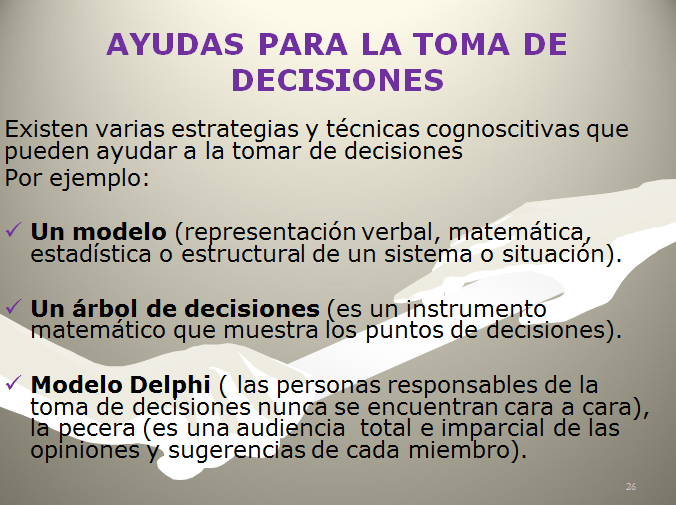 AYUDAS PARA LA TOMA DE
DECISIONES
Existen varias estrategias y técnicas cognoscitivas que
pueden ayudar a la tomar de decisiones
Por ejemplo:
✓ Un modelo (representación verbal, matemática,
estadística o estructural de un sistema o situación).
✓ Un árbol de decisiones (es un instrumento
matemático que muestra los puntos de decisiones).
✓ Modelo Delphi ( las personas responsables de la
toma de decisiones nunca se encuentran cara a cara),
la pecera (es una audiencia  total e imparcial de las
opiniones y sugerencias de cada miembro).
26